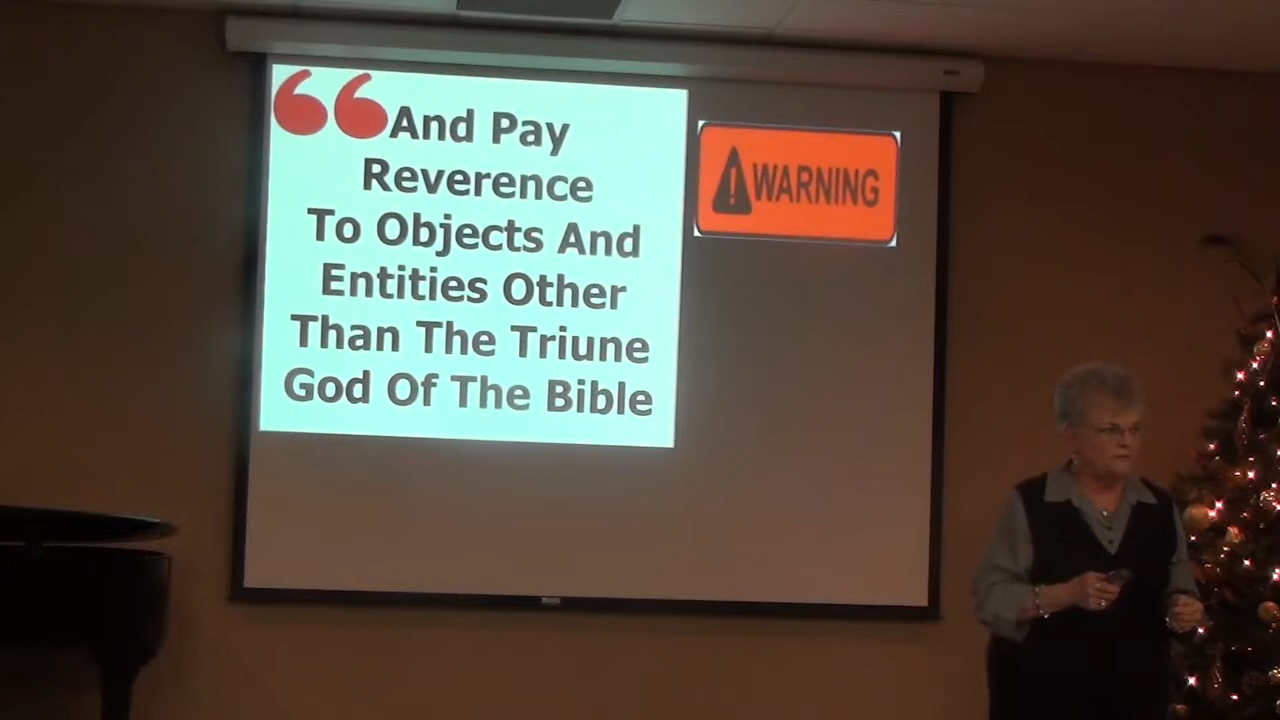 And Pay
Reverence
To Objects And
Entities Other
Than The Triune
God Of The Bible
WARNING